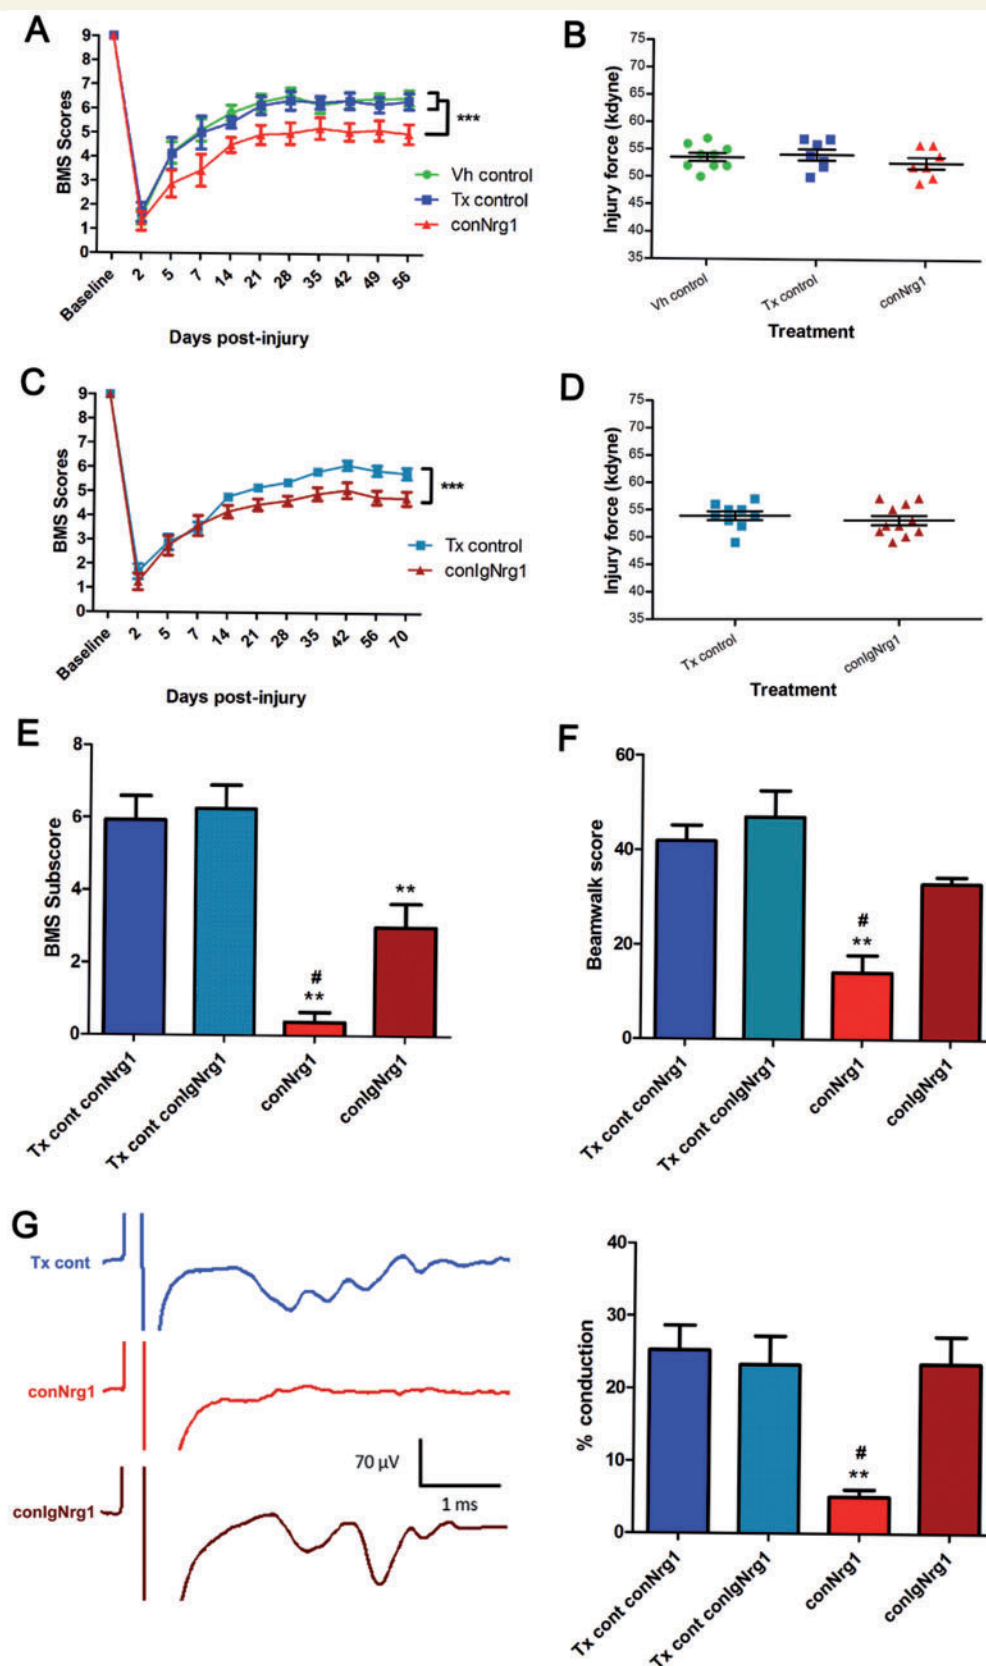 A
9
8
7
6
5
4
3
2
1
0
BMS Scores
***
Vh control
Tx control
conNrg1
Baseline
2
5
7
14
21
28
35
42
49
56
Days post-injury
B
75
70
65
60
55
50
45
40
35
Injury force (kdyne)
Vh control
Tx control
conNrg1
Treatment
C
9
8
7
6
5
4
3
2
1
0
BMS Scores
***
Tx control
conIgNrg1
Baseline
2
5
7
14
21
28
35
42
56
70
Days post-injury
D
75
70
65
60
55
50
45
40
35
Injury force (kdyne)
Tx control
conIgNrg1
Treatment
E
8
6
4
2
0
BMS Subscore
#
**
**
Tx cont conNrg1
Tx cont conIgNrg1
conNrg1
conIgNrg1
F
60
40
20
0
Beamwalk score
#
**
Tx cont conNrg1
Tx cont conIgNrg1
conNrg1
conIgNrg1
G
Tx cont
conNrg1
conIgNrg1
70 µV
1 ms
40
30
20
10
0
% conduction
#
**
Tx cont conNrg1
Tx cont conIgNrg1
conNrg1
conIgNrg1